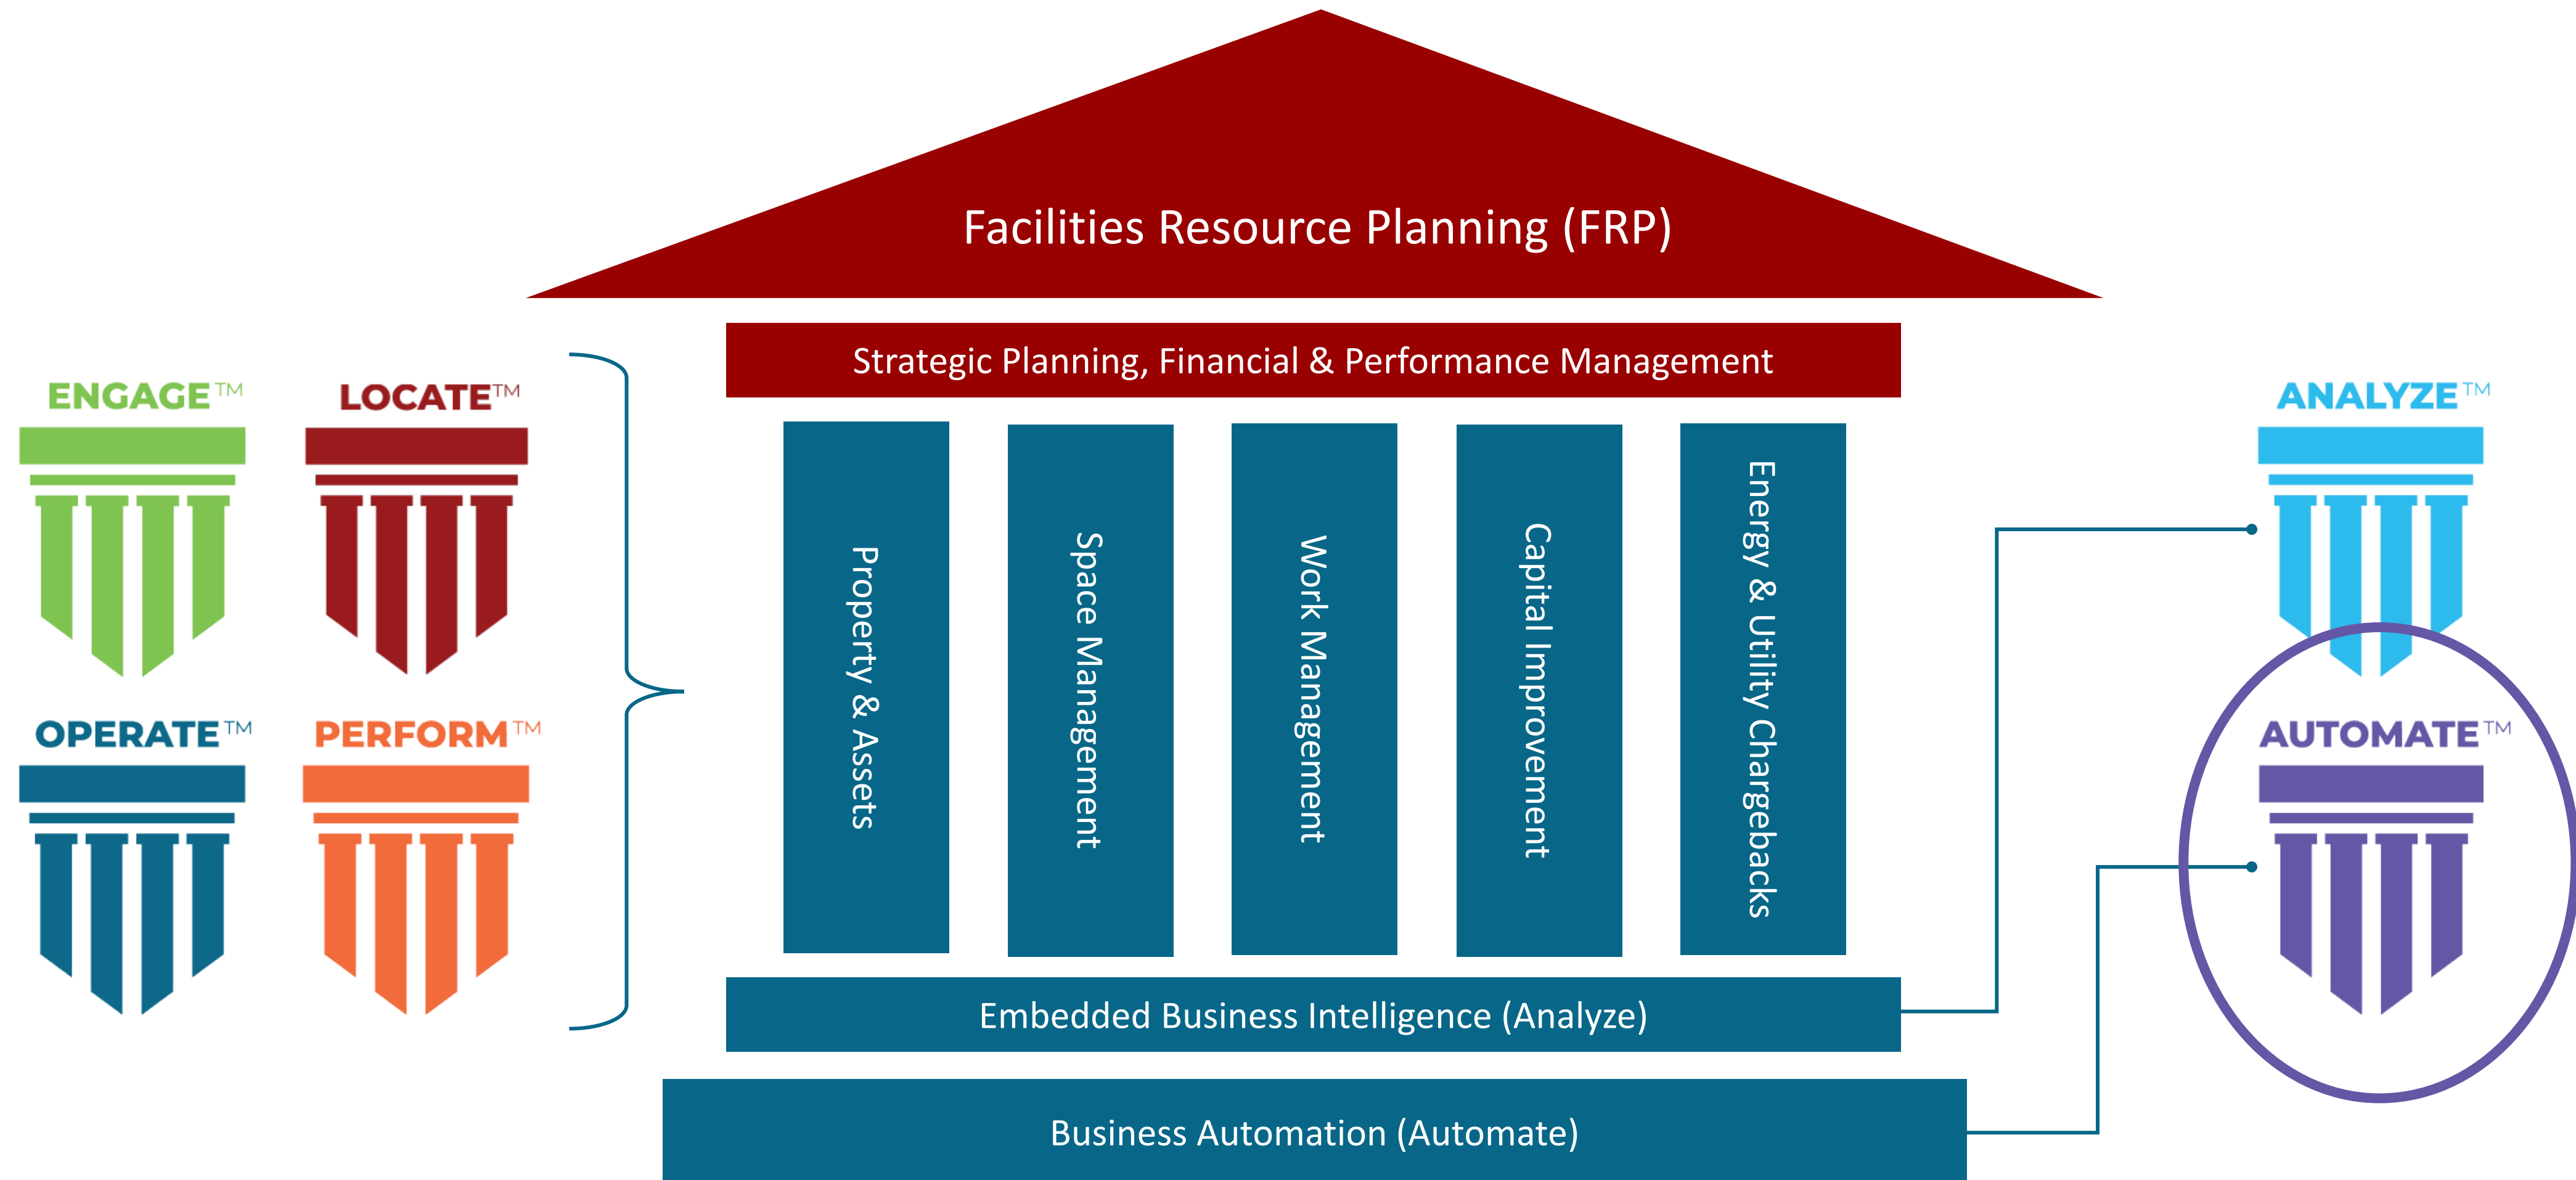 Facilities Resource Planning (FRP)
Strategic Planning, Financial & Performance Management
ENGAGE™
LOCATE™
OPERATE™
PERFORM™
Property & Assets
Space Management
Work Management
Capital Improvement
Energy & Utility Chargebacks
ANALYZE™
AUTOMATE™
Embedded Business Intelligence (Analyze)
Business Automation (Automate)